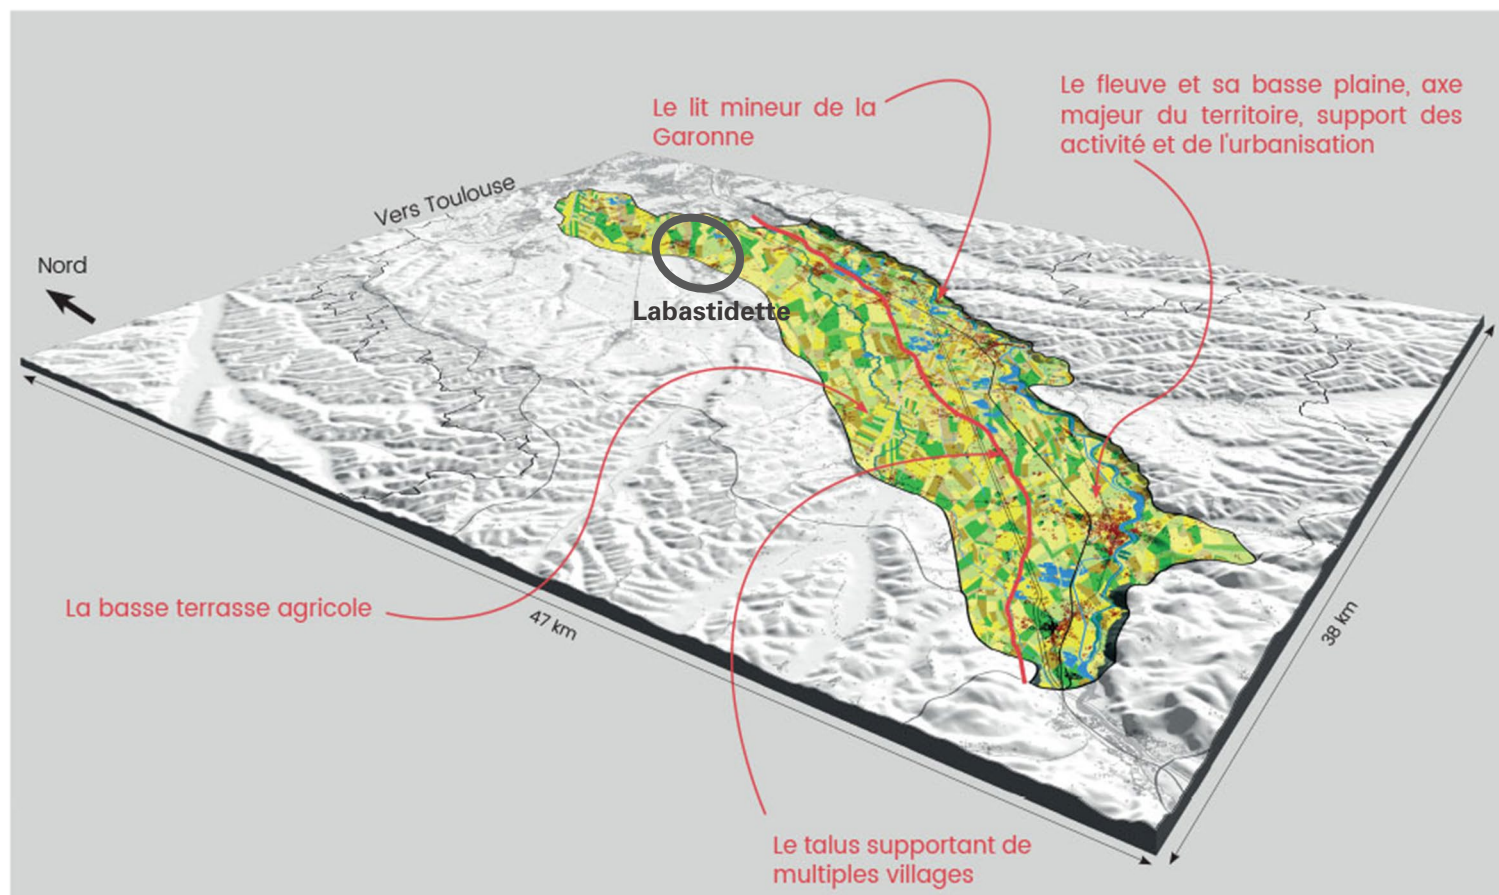 Le lit mineur de la
Garonne
Le fleuve et sa basse plaine, axe
majeur du territoire, support des
activité et de l'urbanisation
Vers Toulouse
Nord
Labastidette
La basse terrasse agricole
47 km
38 km
Le talus supportant de
multiples villages